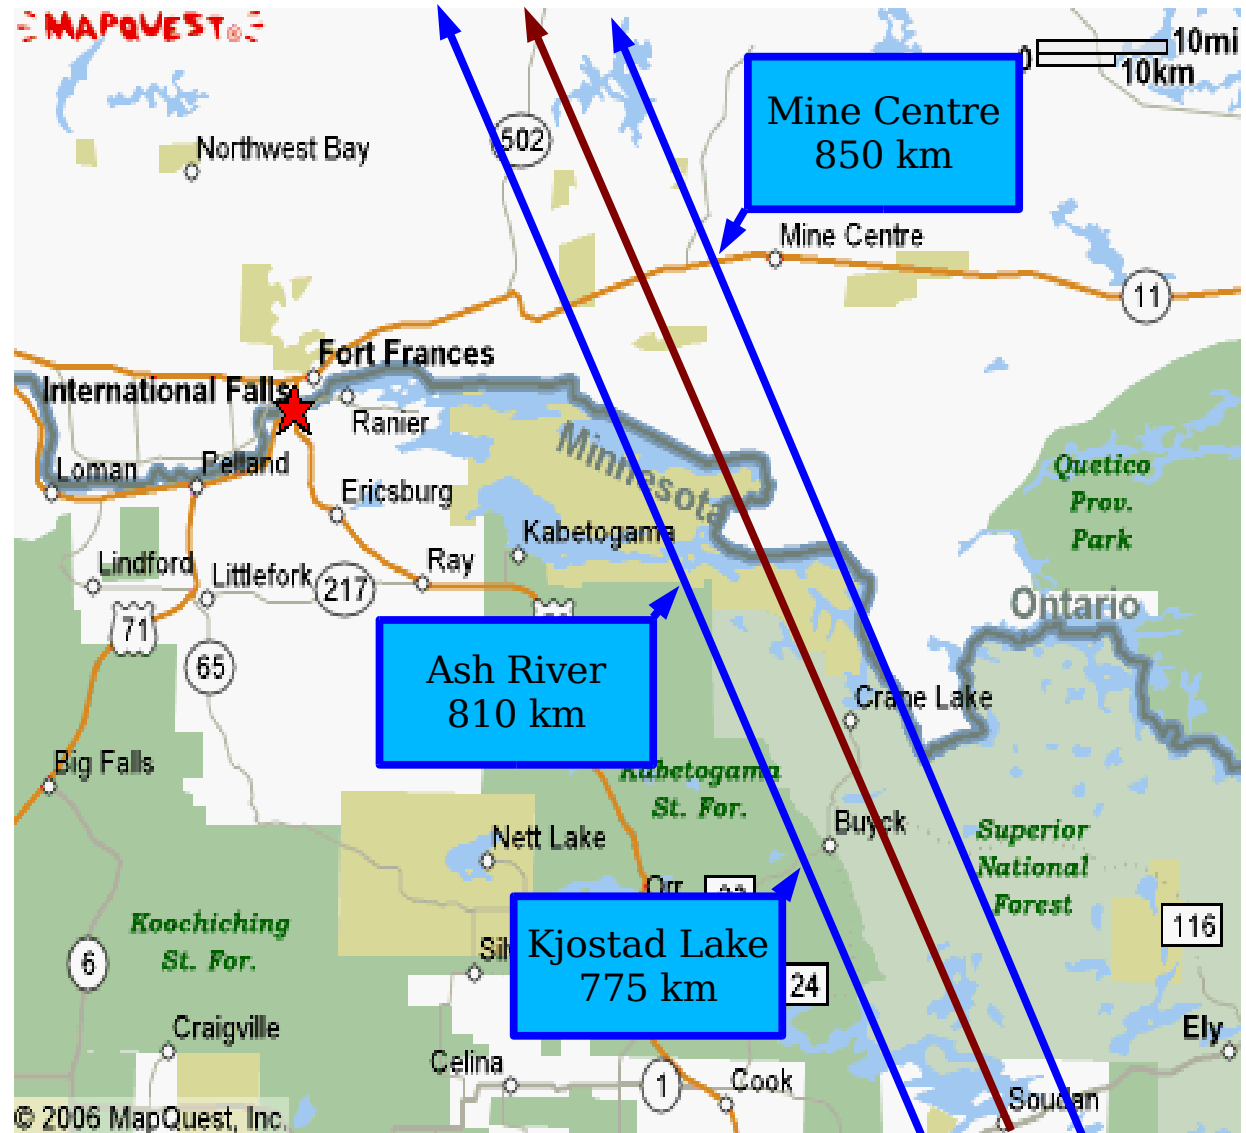 MAPQUEST®
10mi
0
10km
Mine Centre
850 km
502
Northwest Bay
Mine Centre
11
Fort Frances
International Falls
Ranier
Minnesota
Loman
Pelland
Quetico
Prov.
Park
Ericsburg
Kabetogama
Lindford
Littlefork
217
Ray
Ontario
71
65
Ash River
810 km
Crane Lake
Big Falls
Kabetogama
St. For.
Nett Lake
Buyck
Superior
National
Forest
Orr
Koochiching
St. For.
116
Kjostad Lake
775 km
6
24
Craigville
Ely
Celina
1
Cook
Soudan
© 2006 MapQuest, Inc.